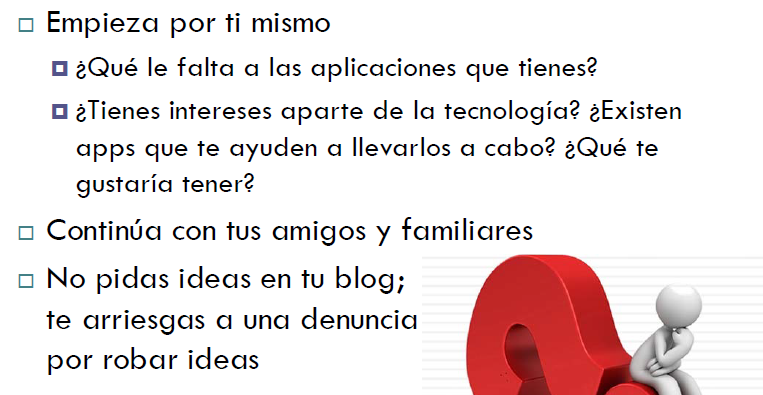 Empieza por ti mismo
¿Qué le falta a las aplicaciones que tienes?
¿Tienes intereses aparte de la tecnología? ¿Existen
apps que te ayuden a llevarlos a cabo? ¿Qué te
gustaría tener?
Continúa con tus amigos y familiares
No pidas ideas en tu blog;
te arriesgas a una denuncia
por robar ideas